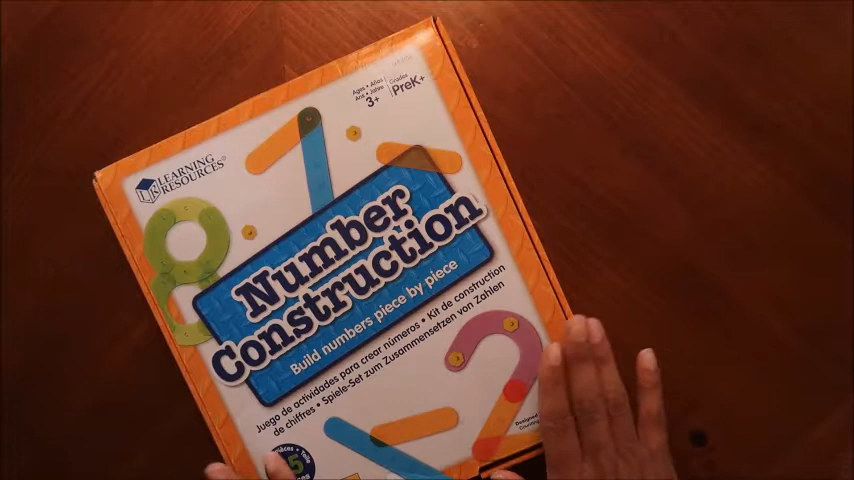 Ages • Años
Ans • Jahre
3+
Grades
PreK+
LEARNING
RESOURCES®
Number
Construction
Build numbers piece by piece
Juego de actividades para crear números • Kit de construction
de chiffres • Spiele-Set zum Zusammensetzen von Zahlen
Designed